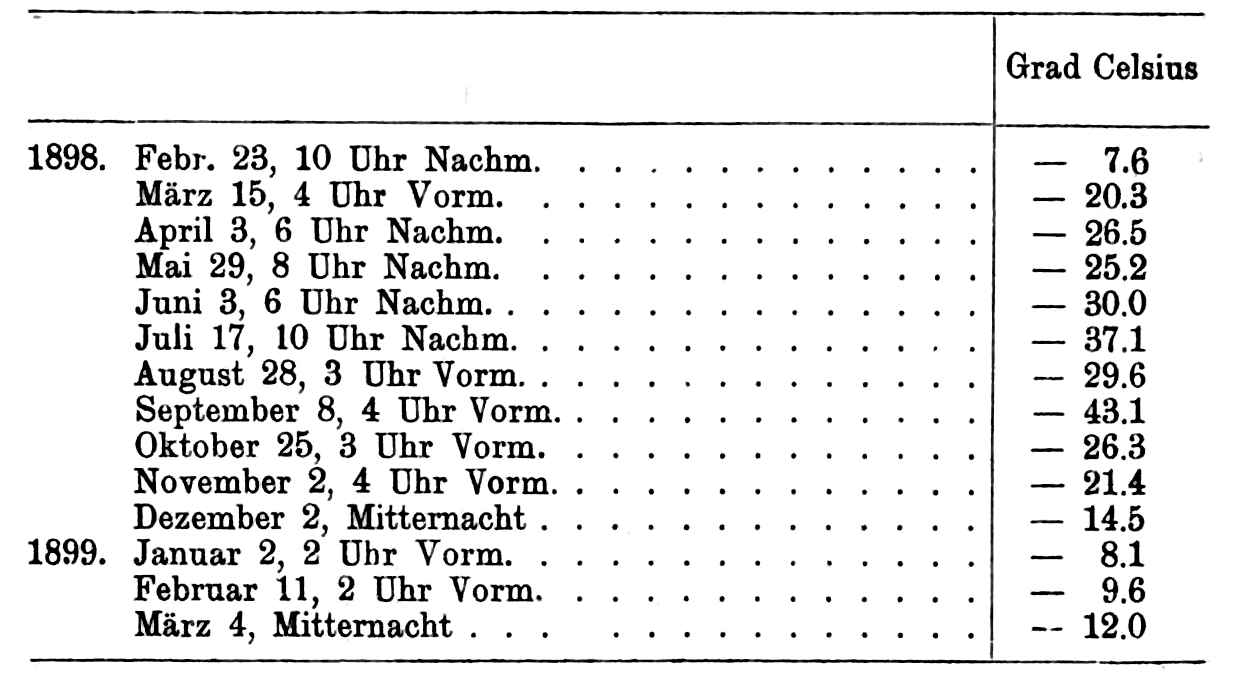 Grad Celsius
1898. Febr. 23, 10 Uhr Nachm. . . . . . . . . . . . . — 7.6
März 15, 4 Uhr Vorm. . . . . . . . . . . . . . — 20.3
April 3, 6 Uhr Nachm. . . . . . . . . . . . . . — 26.5
Mai 29, 8 Uhr Nachm. . . . . . . . . . . . . . — 25.2
Juni 3, 6 Uhr Nachm. . . . . . . . . . . . . . . — 30.0
Juli 17, 10 Uhr Nachm. . . . . . . . . . . . . . — 37.1
August 28, 3 Uhr Vorm. . . . . . . . . . . . . . — 29.6
September 8, 4 Uhr Vorm. . . . . . . . . . . . . — 43.1
Oktober 25, 3 Uhr Vorm. . . . . . . . . . . . . — 26.3
November 2, 4 Uhr Vorm. . . . . . . . . . . . . — 21.4
Dezember 2, Mitternacht . . . . . . . . . . . . . — 14.5
1899. Januar 2, 2 Uhr Vorm. . . . . . . . . . . . . . — 8.1
Februar 11, 2 Uhr Vorm. . . . . . . . . . . . . — 9.6
März 4, Mitternacht . . . . . . . . . . . . . — 12.0